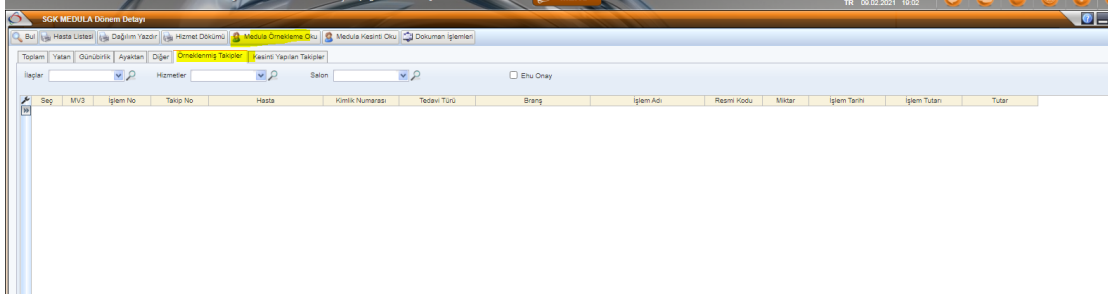 TR 09.02.2021 19:02
SGK MEDULA Dönem Detayı
Bul Hasta Listesi Dağılım Yazdır Hizmet Dökümü Medula Örnekleme Oku Medula Kesinti Oku Dokuman İşlemleri
Toplam Yatan Günübirlik Ayaktan Diğer Örneklenmiş Takipler Kesinti Yapılan Takipler
İlaçlar Hizmetler Salon Ehu Onay
Seç MV3 İşlem No Takip No Hasta Kimlik Numarası Tedavi Türü Branş İşlem Adı Resmi Kodu Miktar İşlem Tarihi İşlem Tutarı Tutar